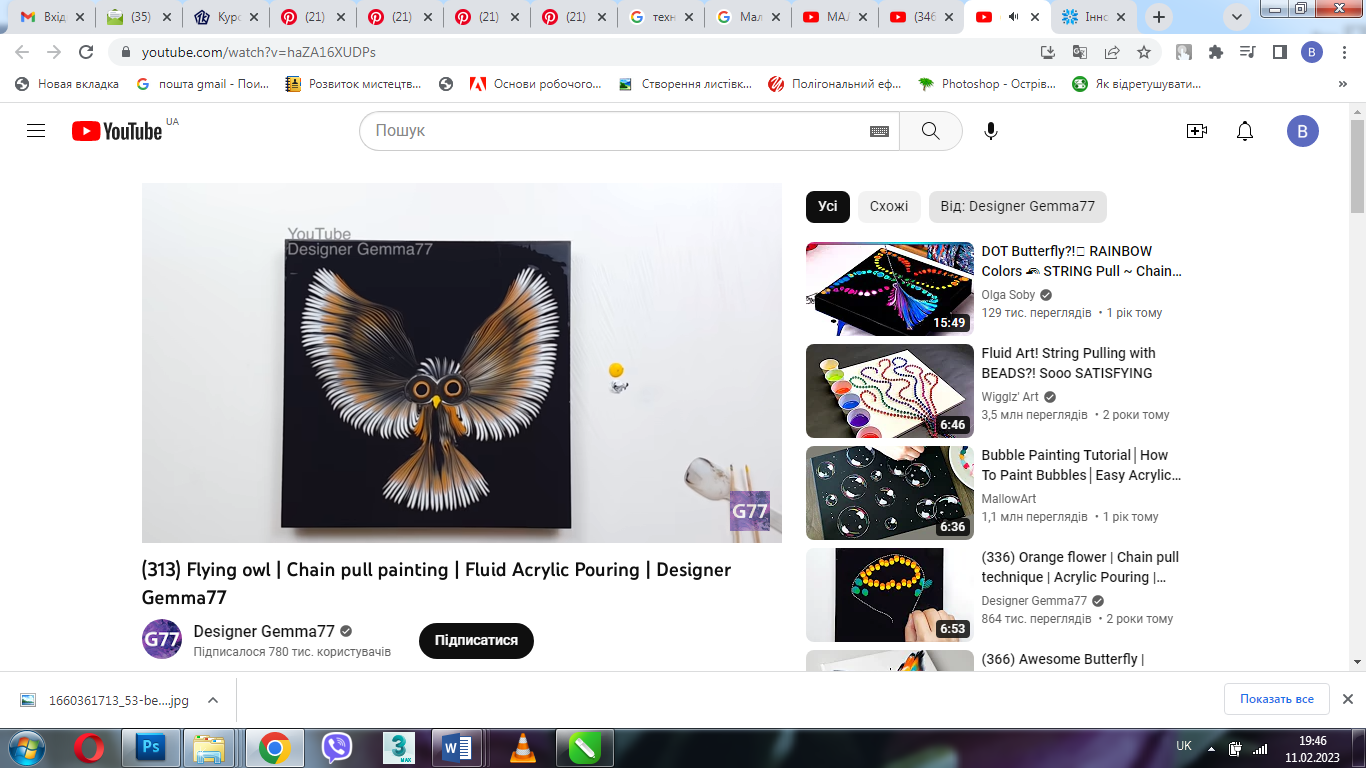 Вхід
(35)
Курс
(21)
(21)
(21)
(21)
техн
Мал
МАЛ
(346
Інно
youtube.com/watch?v=haZA16XUDPs
B
Новая вкладка
пошта gmail - Пои...
Розвиток мистецтв...
Основи робочого...
Створення листівк...
Полігональний еф...
Photoshop - Острів...
Як відретушувати...
»
YouTube UA
Пошук
B
YouTube
Designer Gemma77
G77
(313) Flying owl | Chain pull painting | Fluid Acrylic Pouring | Designer
Gemma77
G77
Designer Gemma77
Підписалося 780 тис. користувачів
Підписатися
Усі
Схожі
Від: Designer Gemma77
15:49
DOT Butterfly?! RAINBOW
Colors STRING Pull ~ Chain...
Olga Soby
129 тис. переглядів • 1 рік тому
6:46
Fluid Art! String Pulling with
BEADS?! Sooo SATISFYING
Wigglz' Art
3,5 млн переглядів • 2 роки тому
6:36
Bubble Painting Tutorial│How
To Paint Bubbles│Easy Acrylic...
MallowArt
1,1 млн переглядів • 1 рік тому
6:53
(336) Orange flower | Chain pull
technique | Acrylic Pouring |...
Designer Gemma77
864 тис. переглядів • 2 роки тому
(366) Awesome Butterfly |
1660361713_53-be....jpg
Показать все
Ps
3
MAX
W
UK
19:46
11.02.2023